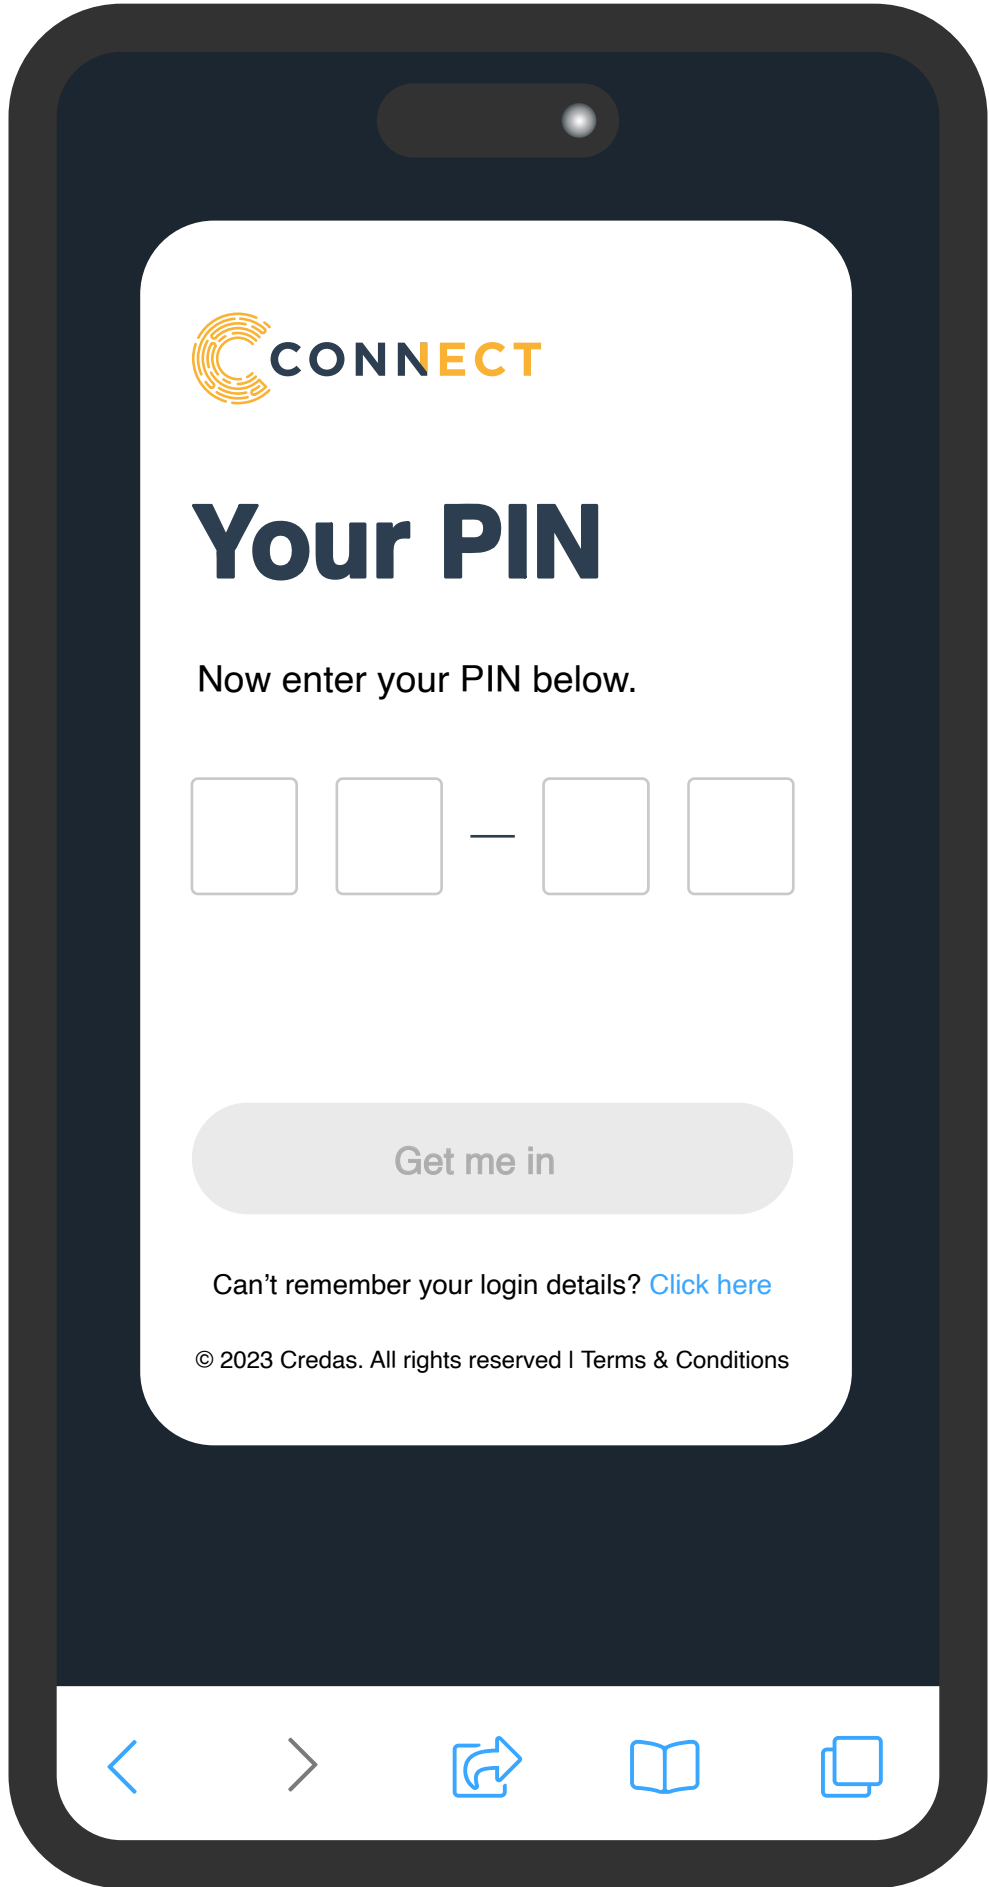 CONNECT
Your PIN
Now enter your PIN below.
Get me in
Can’t remember your login details? Click here
© 2023 Credas. All rights reserved | Terms & Conditions